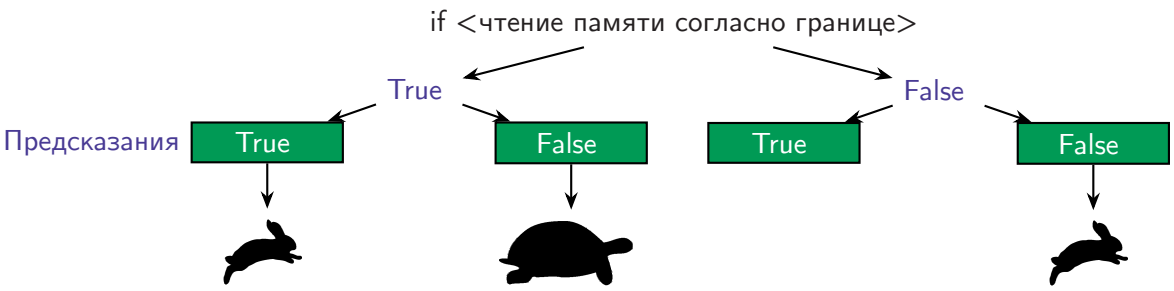 if <чтение памяти согласно границе>
True False
Предсказания True False True False